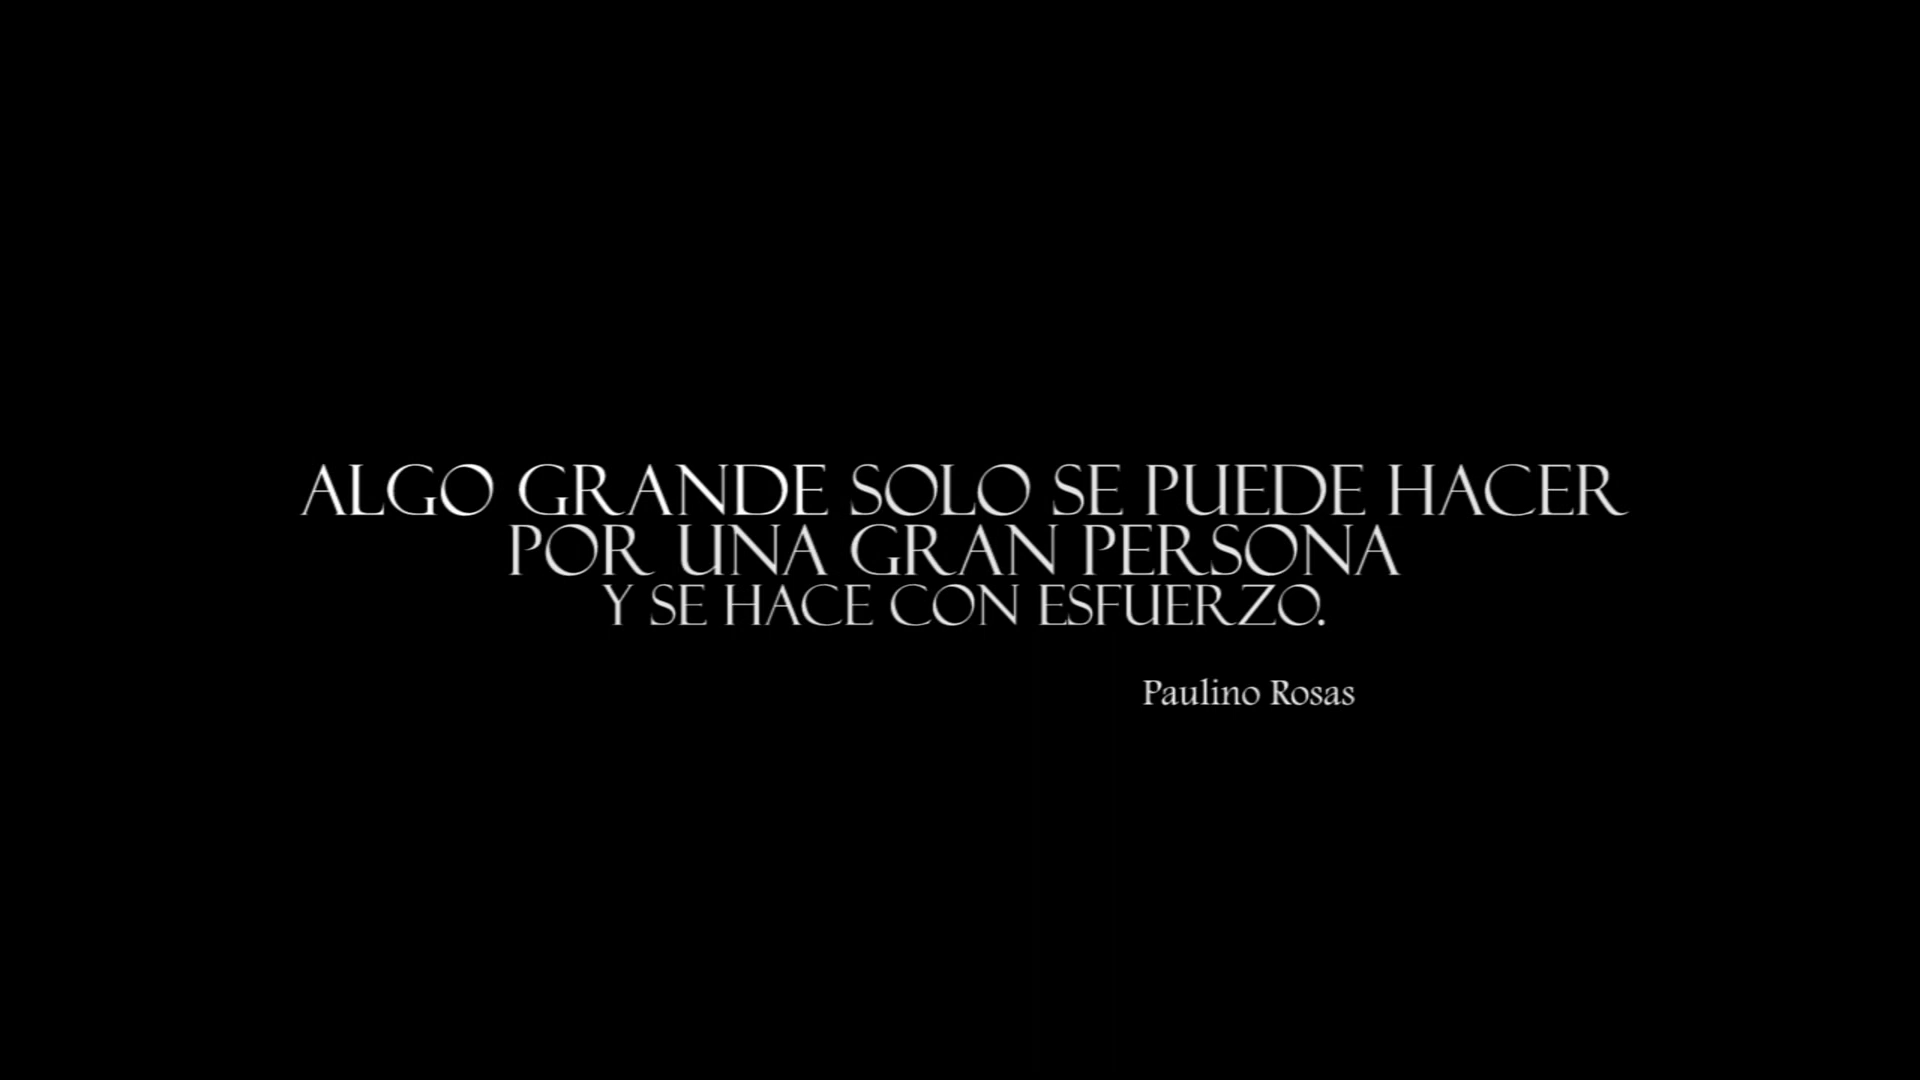 ALGO GRANDE SOLO SE PUEDE HACER
POR UNA GRAN PERSONA
Y SE HACE CON ESFUERZO.
Paulino Rosas